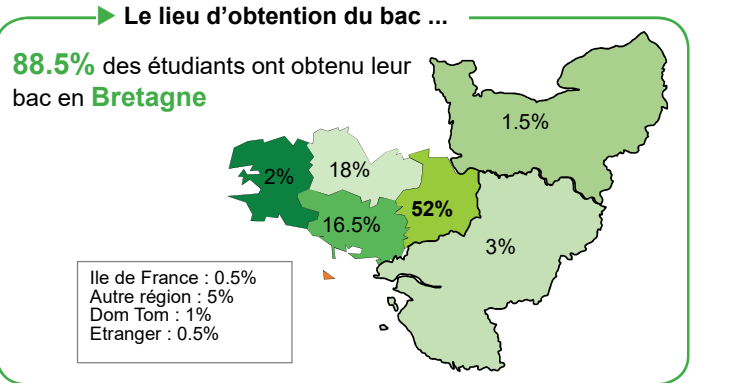 Le lieu d'obtention du bac ...
88.5% des étudiants ont obtenu leur
bac en Bretagne
1.5%
2%
18%
52%
16.5%
3%
Ile de France : 0.5%
Autre région : 5%
Dom Tom : 1%
Etranger : 0.5%